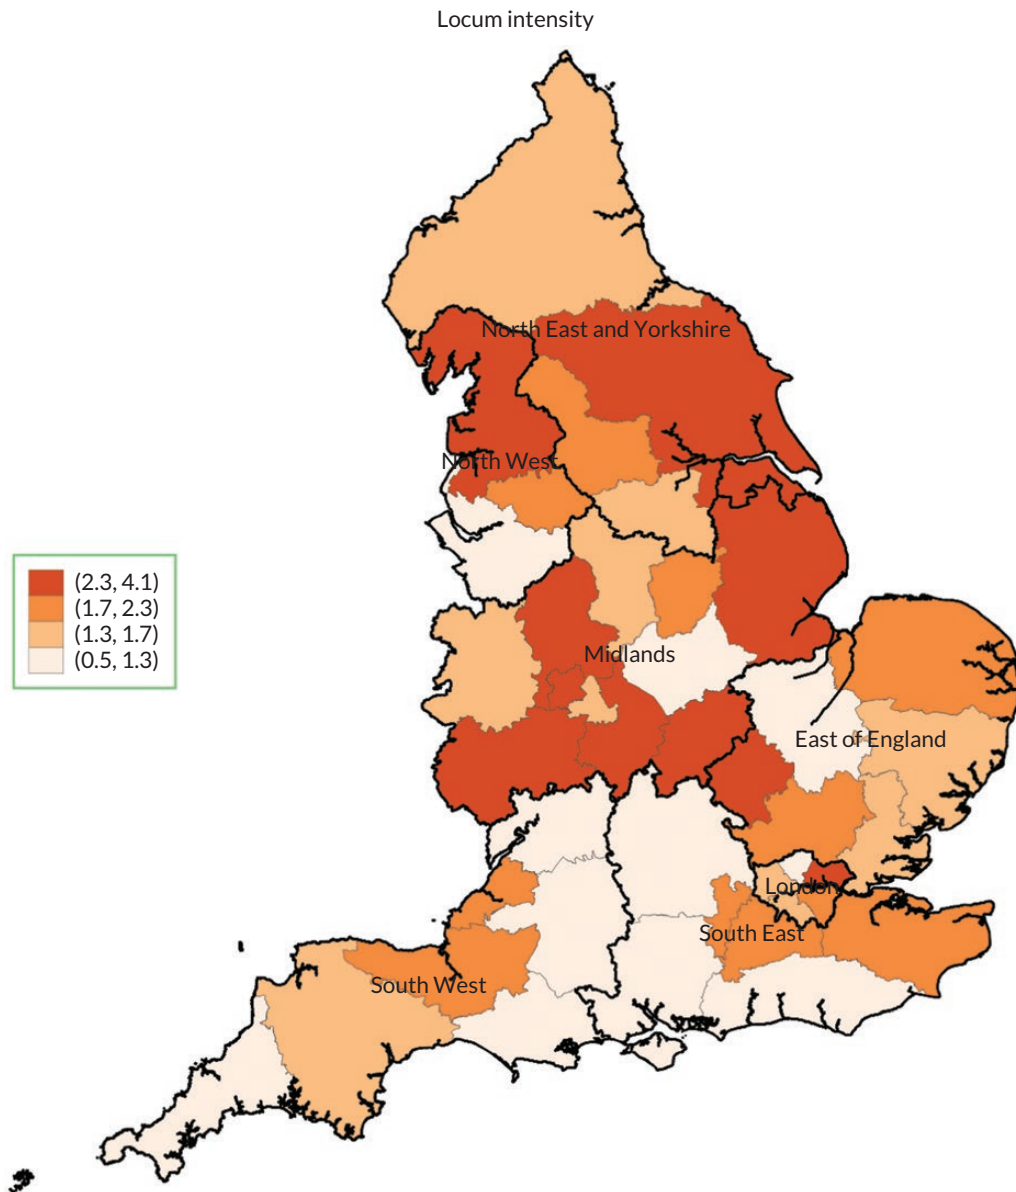 Locum intensity
North East and Yorkshire
North West
(2.3, 4.1)
(1.7, 2.3)
(1.3, 1.7)
(0.5, 1.3)
Midlands
East of England
London
South East
South West